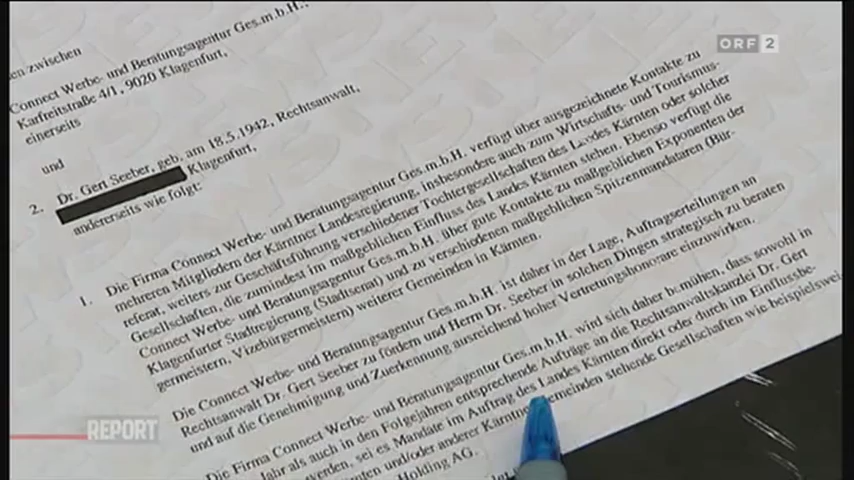 ORF 2
en zwischen
Connect Werbe- und Beratungsagentur Ges.m.b.H.,
Karfreitstraße 4/1, 9020 Klagenfurt,
einerseits
und
2. Dr. Gert Seeber, geb. am 18.5.1942, Rechtsanwalt,
Klagenfurt,
andererseits wie folgt:
1. Die Firma Connect Werbe- und Beratungsagentur Ges.m.b.H. verfügt über ausgezeichnete Kontakte zu
mehreren Mitgliedern der Kärntner Landesregierung, insbesondere auch zum Wirtschafts- und Tourismus-
referat, weiters zur Geschäftsführung verschiedener Tochtergesellschaften des Landes Kärnten oder solcher
Gesellschaften, die zumindest im maßgeblichen Einfluss des Landes Kärnten stehen. Ebenso verfügt die
Connect Werbe- und Beratungsagentur Ges.m.b.H. über gute Kontakte zu maßgeblichen Exponenten der
Klagenfurter Stadtregierung (Stadtsenat) und zu verschiedenen maßgeblichen Spitzenmandataren (Bür-
germeistern, Vizebürgermeistern) weiterer Gemeinden in Kärnten.
Die Connect Werbe- und Beratungsagentur Ges.m.b.H. ist daher in der Lage, Auftragserteilungen an
Rechtsanwalt Dr. Gert Seeber zu fördern und Herrn Dr. Seeber in solchen Dingen strategisch zu beraten
und auf die Genehmigung und Zuerkennung ausreichend hoher Vertretungshonorare einzuwirken.
Die Firma Connect Werbe- und Beratungsagentur Ges.m.b.H. wird sich daher bemühen, dass sowohl in
Jahr als auch in den Folgejahren entsprechende Aufträge an die Rechtsanwaltskanzlei Dr. Gert
werden, sei es Mandate im Auftrag des Landes Kärnten direkt oder durch im Einflussbe-
und/oder anderer Kärntner Gemeinden stehende Gesellschaften wie beispielswei
Holding AG.
REPORT